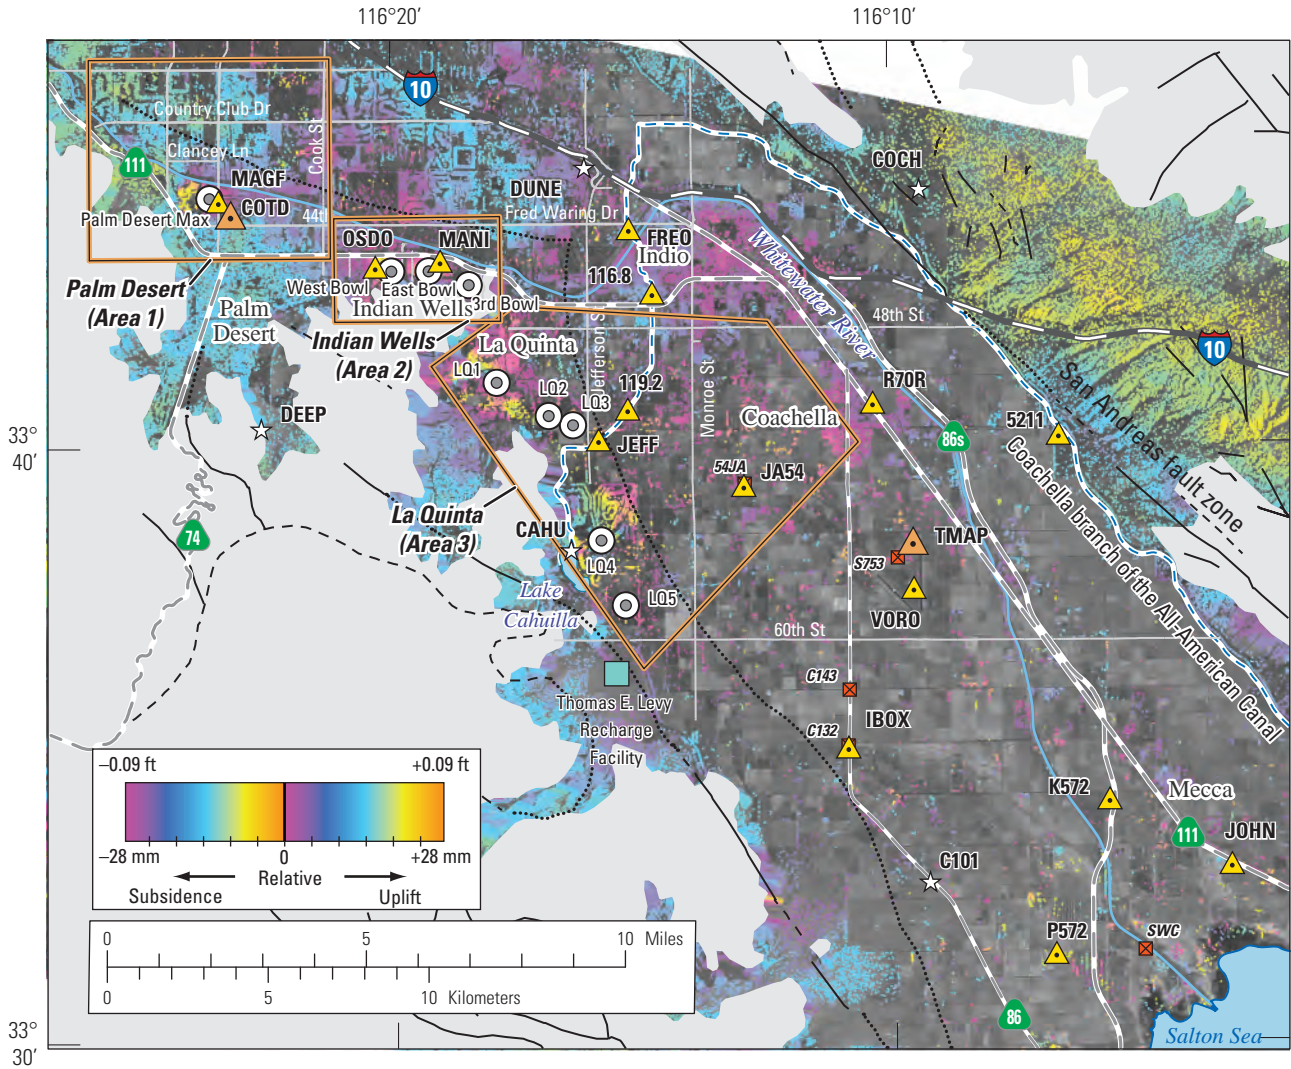 116°20′
116°10′
10
Country Club Dr
Cook St
Clancey Ln
111
MAGF
COTD
Palm Desert Max
44th
COCH
DUNE
Fred Waring Dr
FREO
Indio
OSDO
MANI
116.8
West Bowl
East Bowl
3rd Bowl
Indian Wells
Whitewater River
Palm Desert
(Area 1)
Palm
Desert
Indian Wells
(Area 2)
La Quinta
Jefferson St
48th St
10
LQ1
LQ2
LQ3
119.2
Monroe St
R70R
Coachella
San Andreas fault zone
DEEP
5211
33°
40′
JEFF
86s
54JA
JA54
Coachella branch of the All-American Canal
La Quinta
(Area 3)
74
CAHU
TMAP
S753
LQ4
Lake
Cahuilla
LQ5
VORO
60th St
C143
Thomas E. Levy
Recharge
Facility
IBOX
C132
K572
Mecca
111
JOHN
–0.09 ft
+0.09 ft
–28 mm
0
+28 mm
Relative
Subsidence
Uplift
C101
P572
SWC
0
5
10 Miles
0
5
10 Kilometers
86
33°
30′
Salton Sea